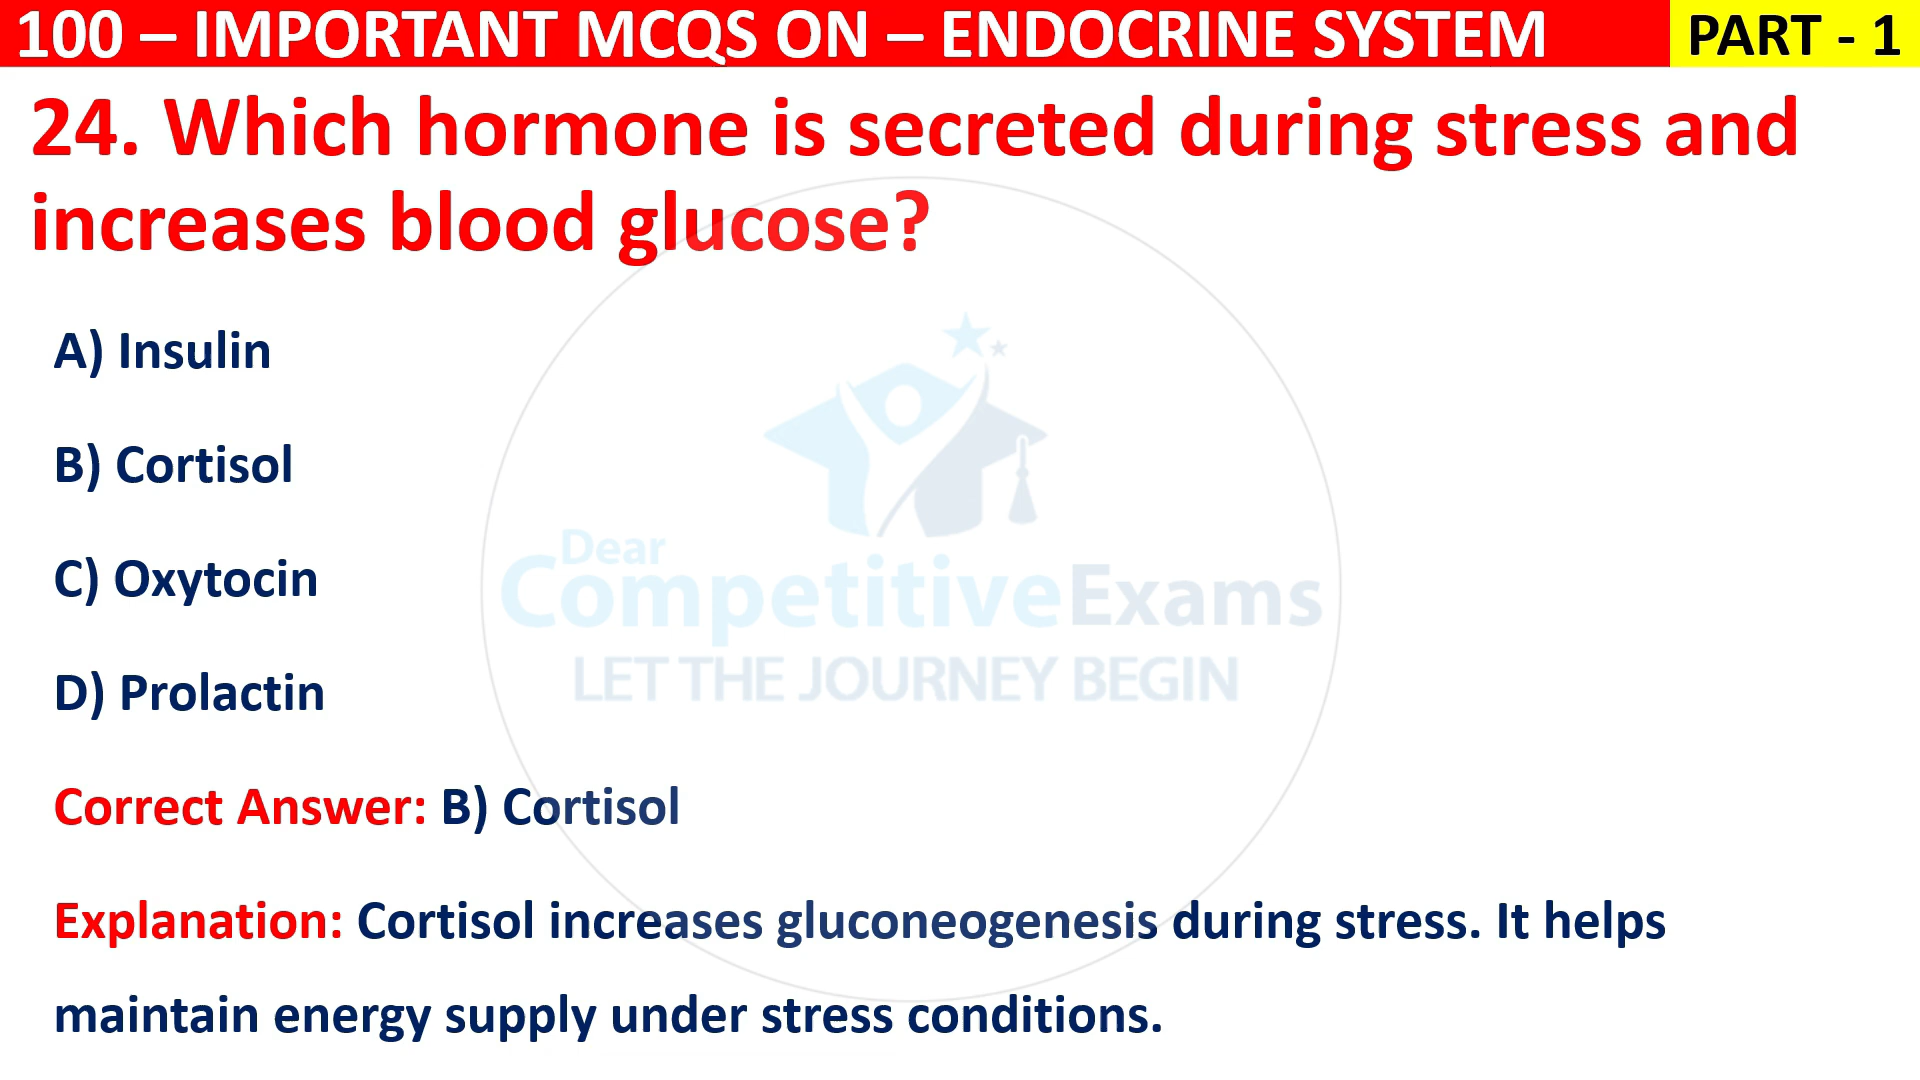 100 – IMPORTANT MCQS ON – ENDOCRINE SYSTEM
PART - 1
24. Which hormone is secreted during stress and
increases blood glucose?
A) Insulin
B) Cortisol
C) Oxytocin
D) Prolactin
Dear
CompetitiveExams
LET THE JOURNEY BEGIN
Correct Answer: B) Cortisol
Explanation: Cortisol increases gluconeogenesis during stress. It helps
maintain energy supply under stress conditions.